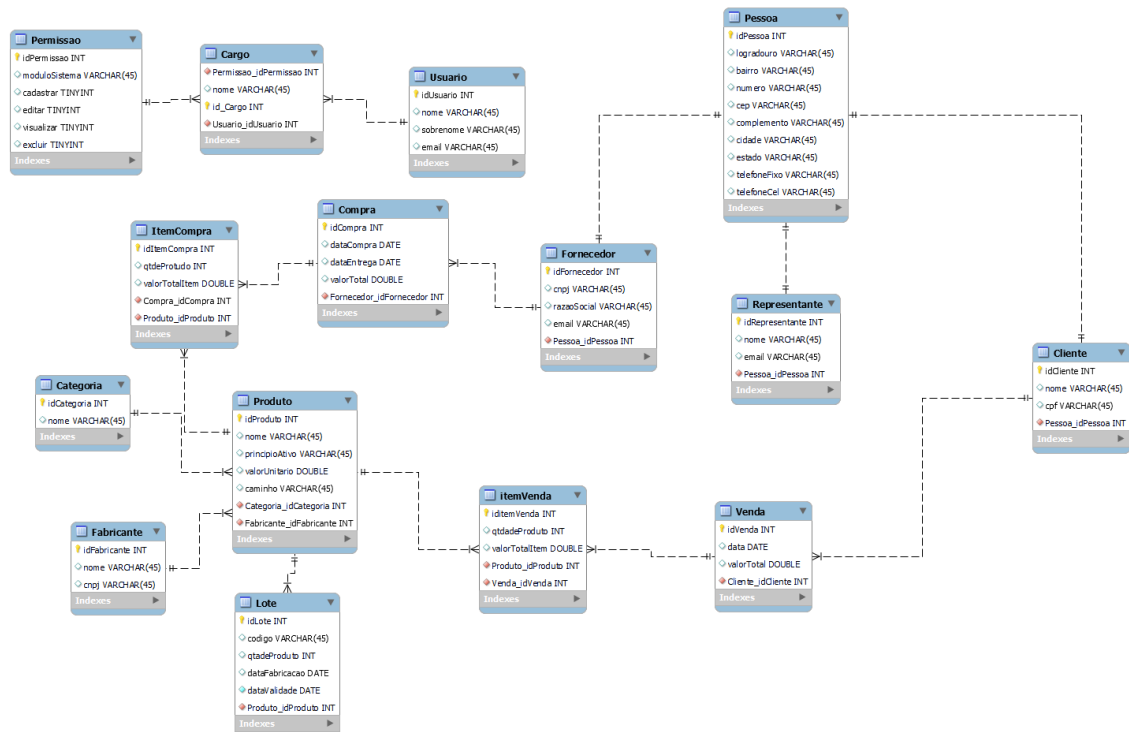 Permissao
idPermissao INT
moduloSistema VARCHAR(45)
cadastrar TINYINT
editar TINYINT
visualizar TINYINT
excluir TINYINT
Indexes
Cargo
Permissao_idPermissao INT
nome VARCHAR(45)
id_Cargo INT
Usuario_idUsuario INT
Indexes
Usuario
idUsuario INT
nome VARCHAR(45)
sobrenome VARCHAR(45)
email VARCHAR(45)
Indexes
Pessoa
idPessoa INT
logradouro VARCHAR(45)
bairro VARCHAR(45)
numero VARCHAR(45)
cep VARCHAR(45)
complemento VARCHAR(45)
cidade VARCHAR(45)
estado VARCHAR(45)
telefoneFixo VARCHAR(45)
telefoneCel VARCHAR(45)
Indexes
ItemCompra
idItemCompra INT
qtdeProtudo INT
valorTotalItem DOUBLE
Compra_idCompra INT
Produto_idProduto INT
Indexes
Compra
idCompra INT
dataCompra DATE
dataEntrega DATE
valorTotal DOUBLE
Fornecedor_idFornecedor INT
Indexes
Fornecedor
idFornecedor INT
cnpj VARCHAR(45)
razaoSocial VARCHAR(45)
email VARCHAR(45)
Pessoa_idPessoa INT
Indexes
Representante
idRepresentante INT
nome VARCHAR(45)
email VARCHAR(45)
Pessoa_idPessoa INT
Indexes
Cliente
idCliente INT
nome VARCHAR(45)
cpf VARCHAR(45)
Pessoa_idPessoa INT
Indexes
Categoria
idCategoria INT
nome VARCHAR(45)
Indexes
Produto
idProduto INT
nome VARCHAR(45)
principioAtivo VARCHAR(45)
valorUnitario DOUBLE
caminho VARCHAR(45)
Categoria_idCategoria INT
Fabricante_idFabricante INT
Indexes
Fabricante
idFabricante INT
nome VARCHAR(45)
cnpj VARCHAR(45)
Indexes
itemVenda
iditemVenda INT
qtdadeProduto INT
valorTotalItem DOUBLE
Produto_idProduto INT
Venda_idVenda INT
Indexes
Venda
idVenda INT
data DATE
valorTotal DOUBLE
Cliente_idCliente INT
Indexes
Lote
idLote INT
codigo VARCHAR(45)
qtadeProduto INT
dataFabricacao DATE
dataValidade DATE
Produto_idProduto INT
Indexes